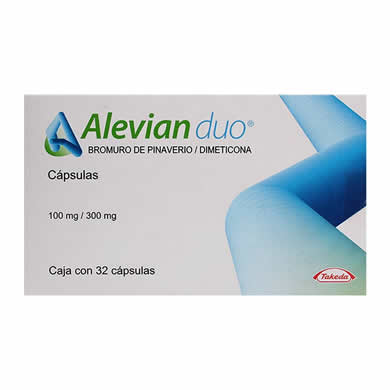 Alevian duo®
BROMURO DE PINAVERIO / DIMETICONA
Cápsulas
100 mg / 300 mg
Caja con 32 cápsulas
Takeda